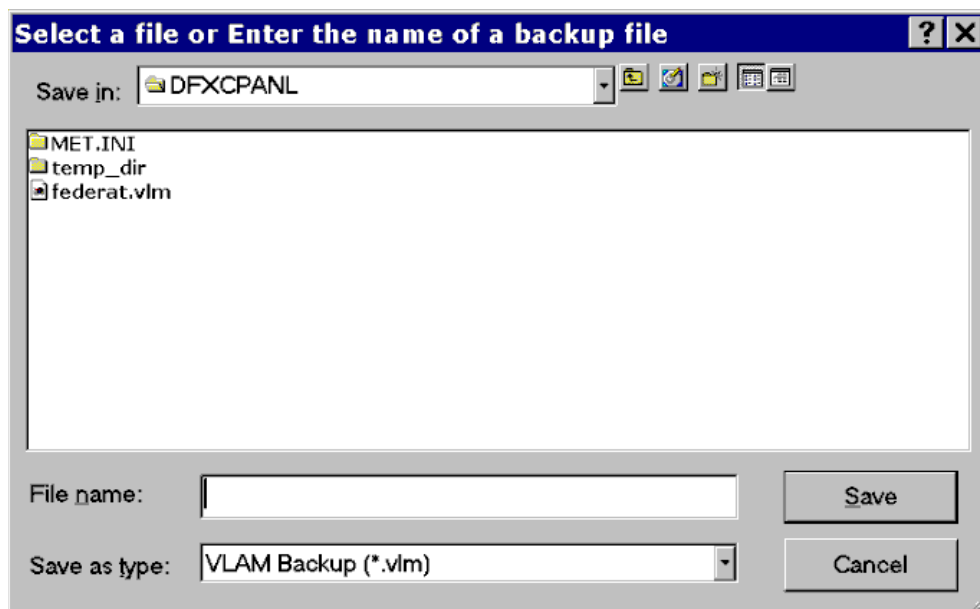 Select a file or Enter the name of a backup file
Save in: DFXCPANL
MET.INI
temp_dir
federat.vlm
File name:
Save
Save as type: VLAM Backup (*.vlm)
Cancel